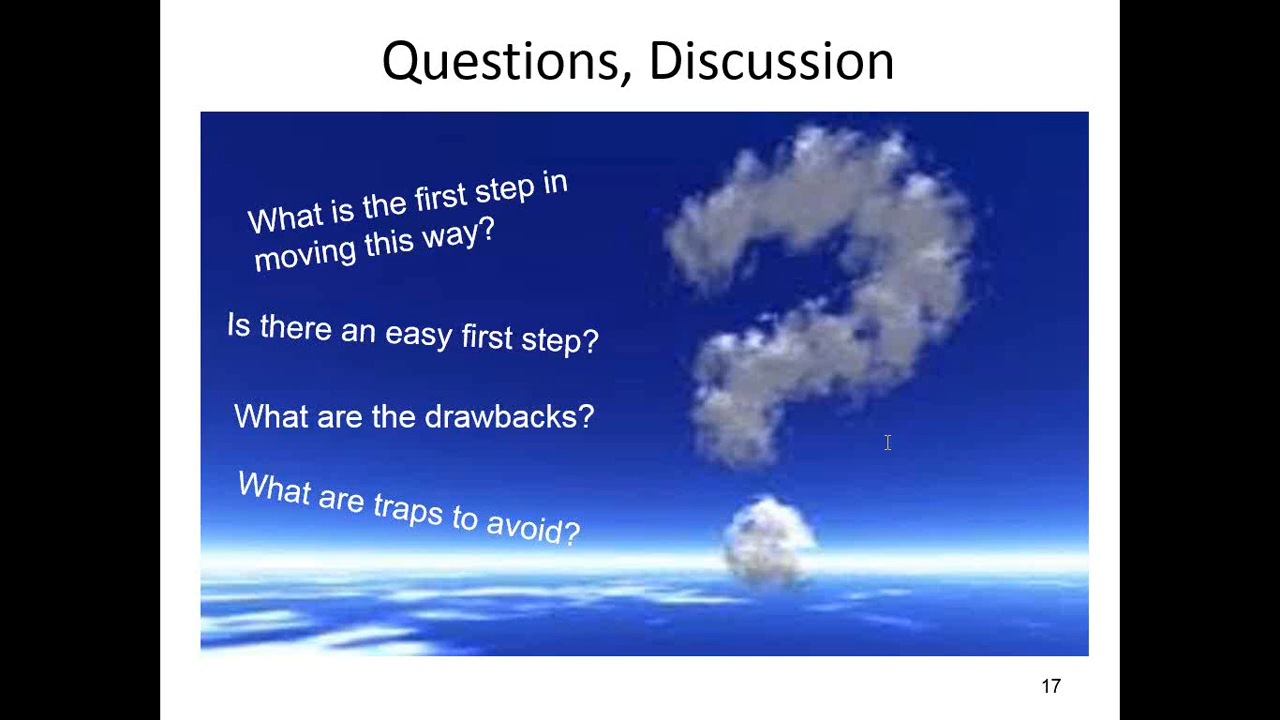 Questions, Discussion
What is the first step in
moving this way?
Is there an easy first step?
What are the drawbacks?
What are traps to avoid?
17